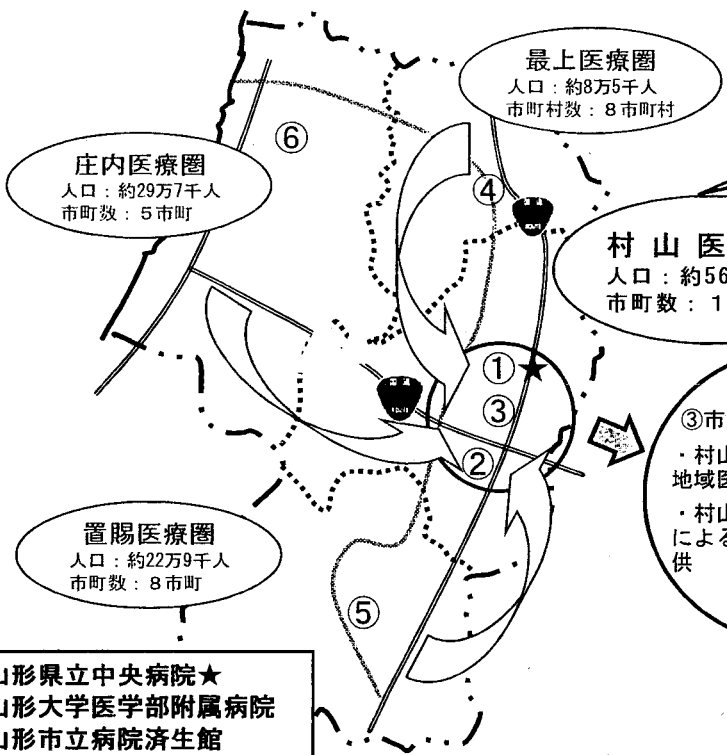 最上医療圏
人口：約8万5千人
市町村数：８市町村
⑥
庄内医療圏
人口：約29万7千人
市町数：５市町
④
村 山 医
人口：約56
市町数：１
①★
③
②
③市
・村山
地域医
・村山
による
供
置賜医療圏
人口：約22万9千人
市町数：８市町
⑤
山形県立中央病院★
山形大学医学部附属病院
山形市立病院済生館